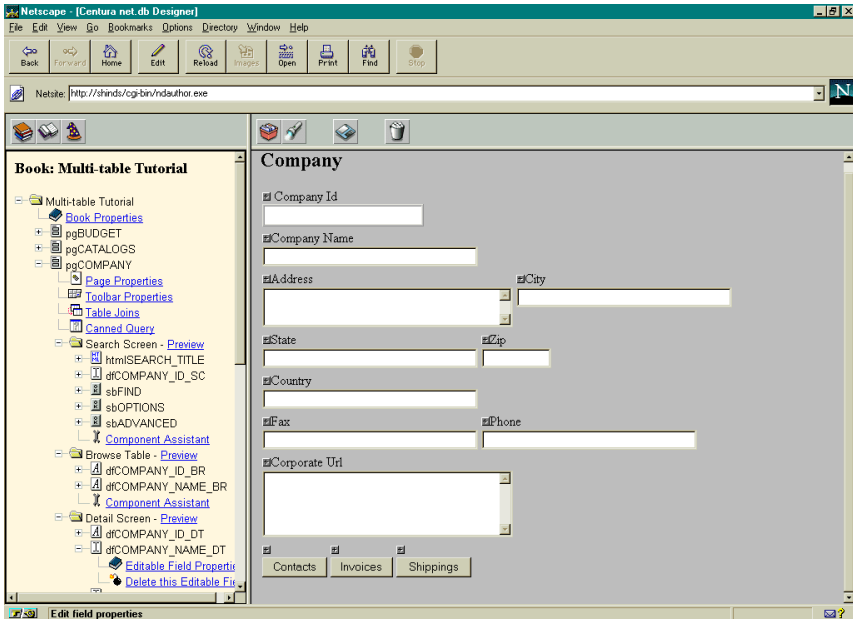 Netscape - [Centura net.db Designer]
File Edit View Go Bookmarks Options Directory Window Help
Back Forward Home Edit Reload Images Open Print Find Stop
Netsite: http://shinds/cgi-bin/ndauthor.exe
N
Book: Multi-table Tutorial
Multi-table Tutorial
Book Properties
pgBUDGET
pgCATALOGS
pgCOMPANY
Page Properties
Toolbar Properties
Table Joins
Canned Query
Search Screen - Preview
htmlSEARCH_TITLE
dfCOMPANY_ID_SC
sbFIND
sbOPTIONS
sbADVANCED
Component Assistant
Browse Table - Preview
dfCOMPANY_ID_BR
dfCOMPANY_NAME_BR
Component Assistant
Detail Screen - Preview
dfCOMPANY_ID_DT
dfCOMPANY_NAME_DT
Editable Field Propertie
Delete this Editable Fie
Company
Company Id
Company Name
Address City
State Zip
Country
Fax Phone
Corporate Url
Contacts Invoices Shippings
Edit field properties